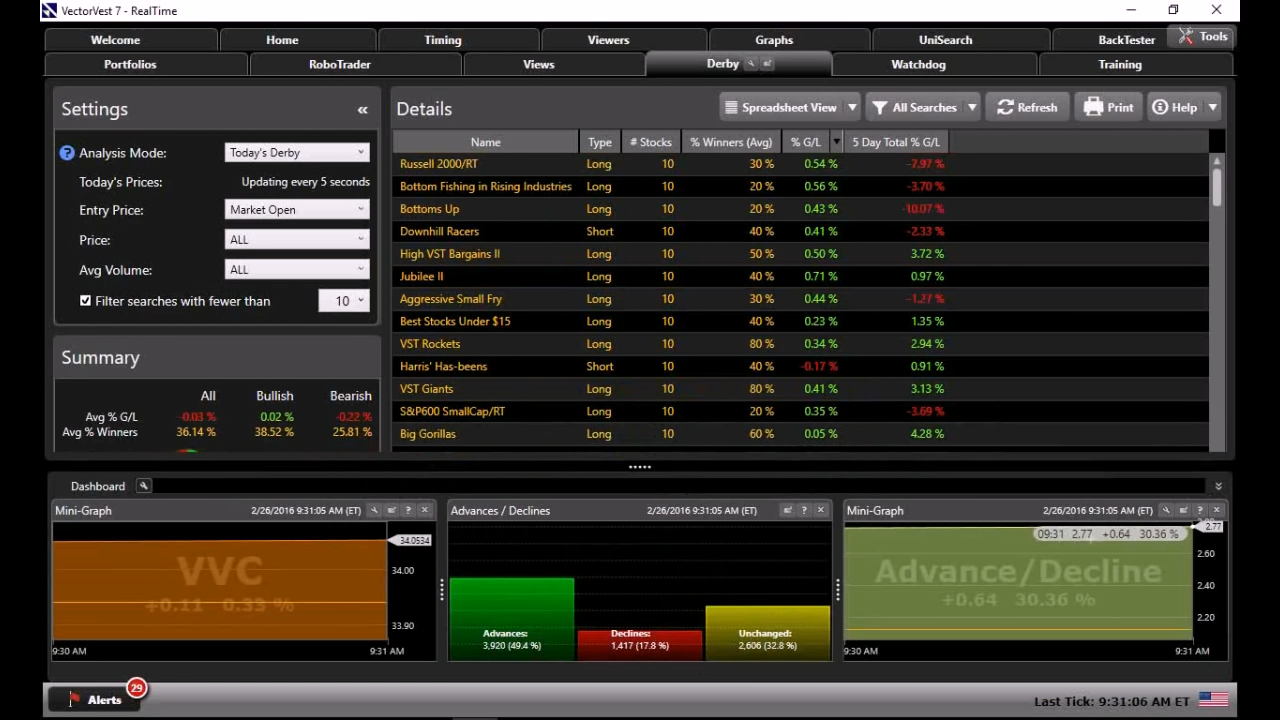 VectorVest 7 - RealTime
Welcome Home Timing Viewers Graphs UniSearch BackTester Tools
Portfolios RoboTrader Views Derby Watchdog Training
Settings «
? Analysis Mode: Today's Derby
Today's Prices: Updating every 5 seconds
Entry Price: Market Open
Price: ALL
Avg Volume: ALL
Filter searches with fewer than 10
Summary
All Bullish Bearish
Avg % G/L -0.03 % 0.02 % -0.22 %
Avg % Winners 36.14 % 38.52 % 25.81 %
Details Spreadsheet View All Searches Refresh Print Help
Name Type # Stocks % Winners (Avg) % G/L 5 Day Total % G/L
Russell 2000/RT Long 10 30 % 0.54 % -7.97 %
Bottom Fishing in Rising Industries Long 10 20 % 0.56 % -3.70 %
Bottoms Up Long 10 20 % 0.43 % -10.07 %
Downhill Racers Short 10 40 % 0.41 % -2.33 %
High VST Bargains II Long 10 50 % 0.50 % 3.72 %
Jubilee II Long 10 40 % 0.71 % 0.97 %
Aggressive Small Fry Long 10 30 % 0.44 % -1.27 %
Best Stocks Under $15 Long 10 40 % 0.23 % 1.35 %
VST Rockets Long 10 80 % 0.34 % 2.94 %
Harris' Has-beens Short 10 40 % -0.17 % 0.91 %
VST Giants Long 10 80 % 0.41 % 3.13 %
S&P600 SmallCap/RT Long 10 20 % 0.35 % -3.69 %
Big Gorillas Long 10 60 % 0.05 % 4.28 %
Dashboard
Mini-Graph 2/26/2016 9:31:05 AM (ET) ?
VVC
+0.11 0.33 %
34.0534
34.00
33.90
9:30 AM 9:31 AM
Advances / Declines 2/26/2016 9:31:05 AM (ET) ?
Advances: 3,920 (49.4 %)
Declines: 1,417 (17.8 %)
Unchanged: 2,606 (32.8 %)
Mini-Graph 2/26/2016 9:31:05 AM (ET) ?
09:31 2.77 +0.64 30.36 %
Advance/Decline
+0.64 30.36 %
2.77
2.60
2.40
2.20
9:30 AM 9:31 AM
Alerts 29
Last Tick: 9:31:06 AM ET